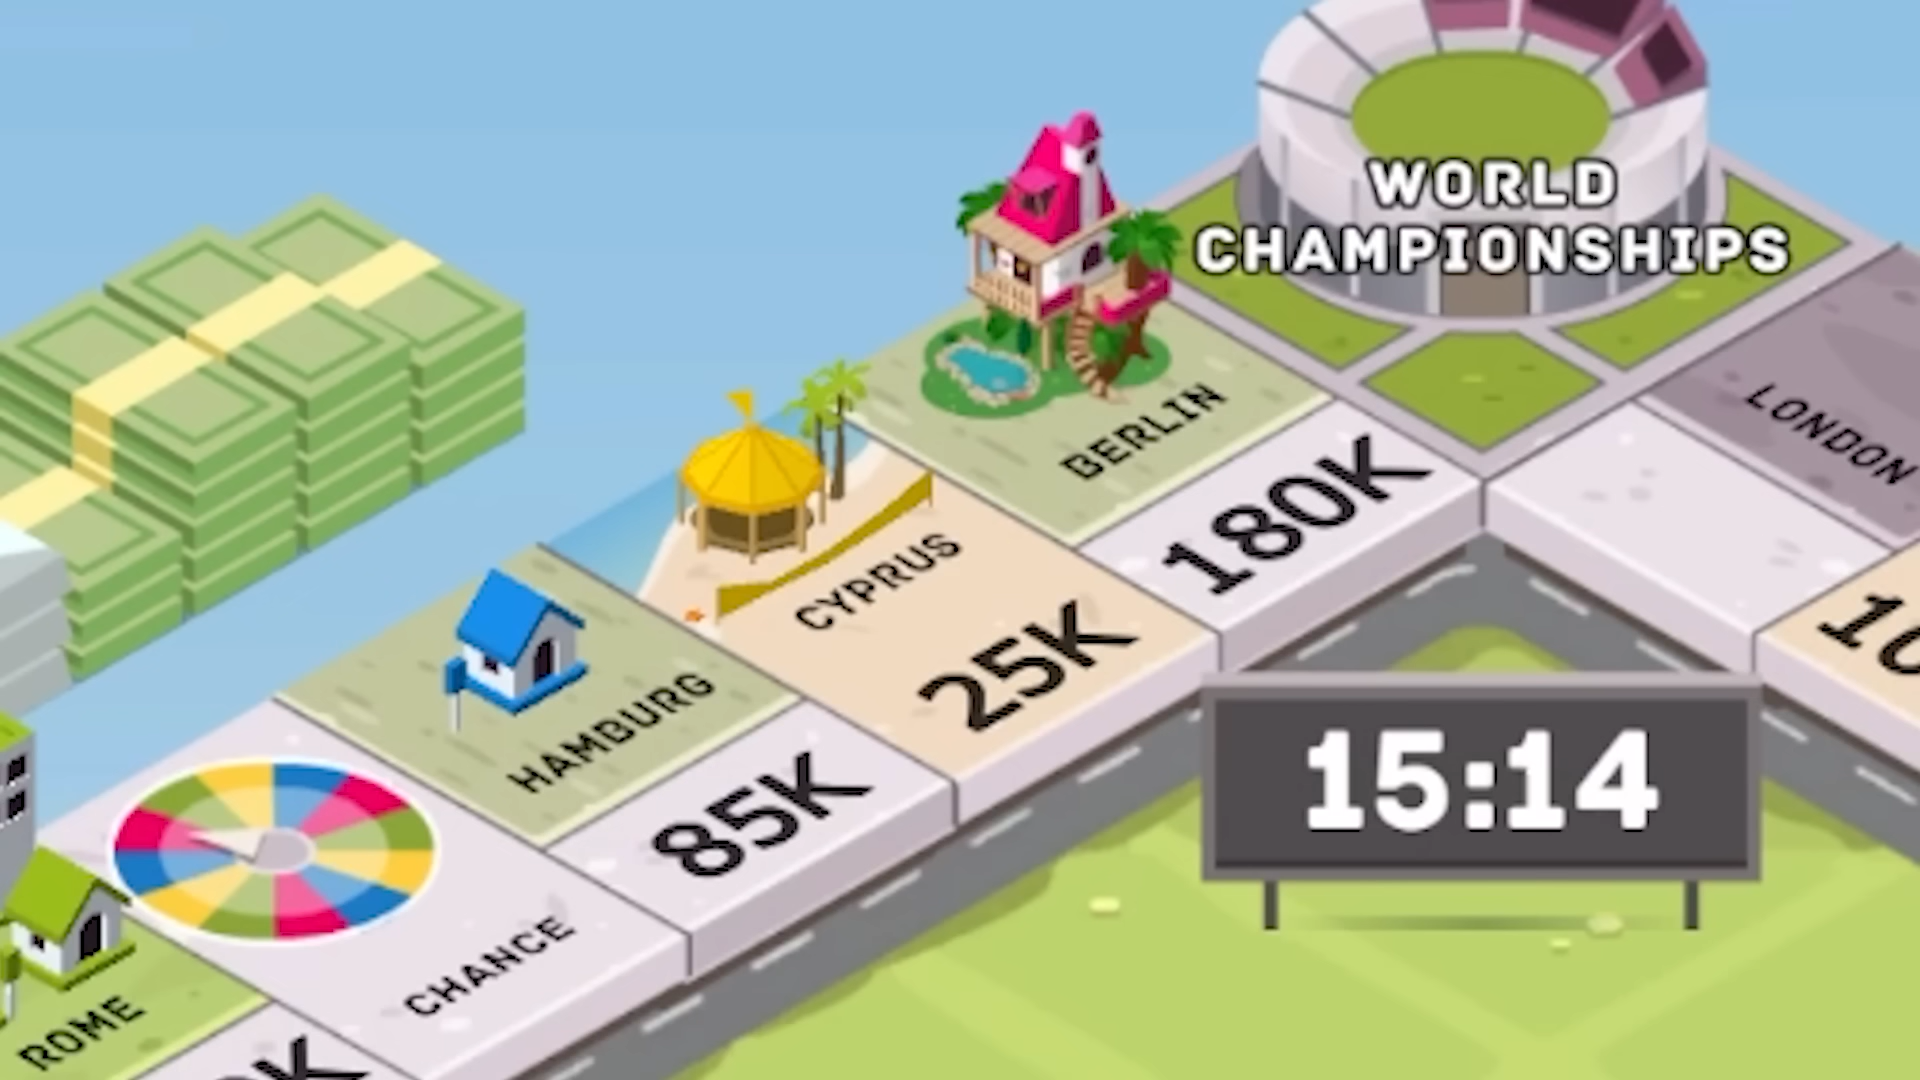 WORLD
CHAMPIONSHIPS
LONDON
BERLIN
180K
CYPRUS
25K
HAMBURG
85K
15:14
CHANCE
ROME